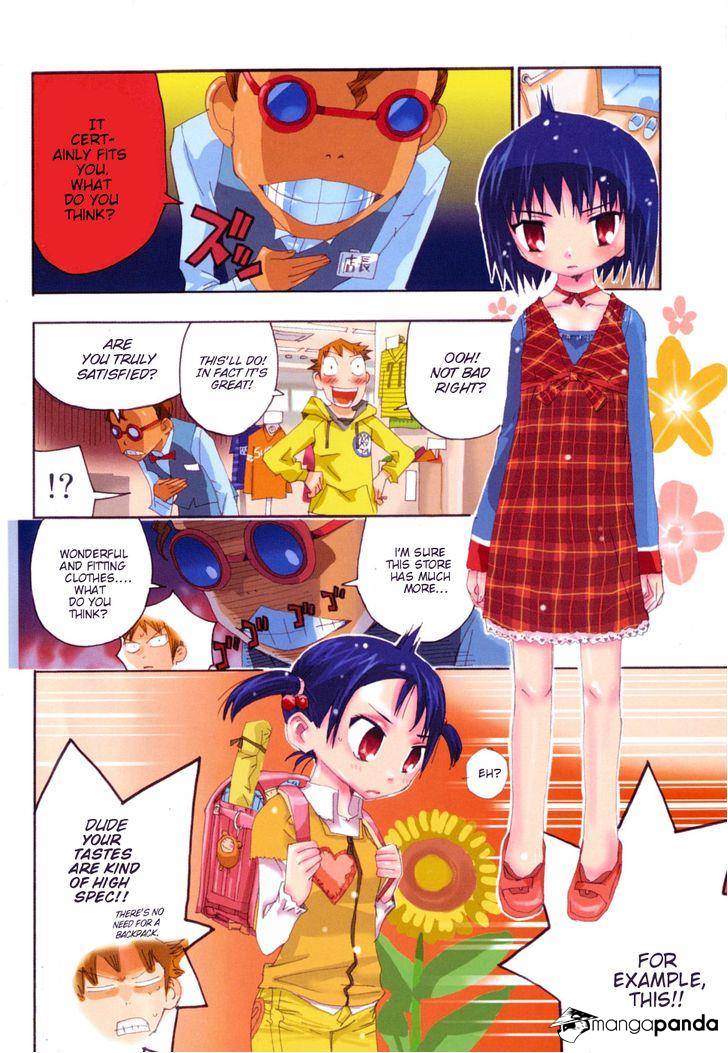 IT
CERT-
AINLY FITS
YOU.
WHAT
DO YOU
THINK?
ズッ
店長
OOH!
NOT BAD
RIGHT?
THIS'LL DO!
IN FACT IT'S
GREAT!
ARE
YOU TRULY
SATISFIED?
!?
I'M SURE
THIS STORE
HAS MUCH
MORE...
ゴゴゴ
WONDERFUL
AND FITTING
CLOTHES....
WHAT
DO YOU
THINK?
EH?
FOR
EXAMPLE,
THIS!!
DUDE
YOUR
TASTES
ARE KIND
OF HIGH
SPEC!!
THERE'S NO
NEED FOR A
BACKPACK.
mangapanda